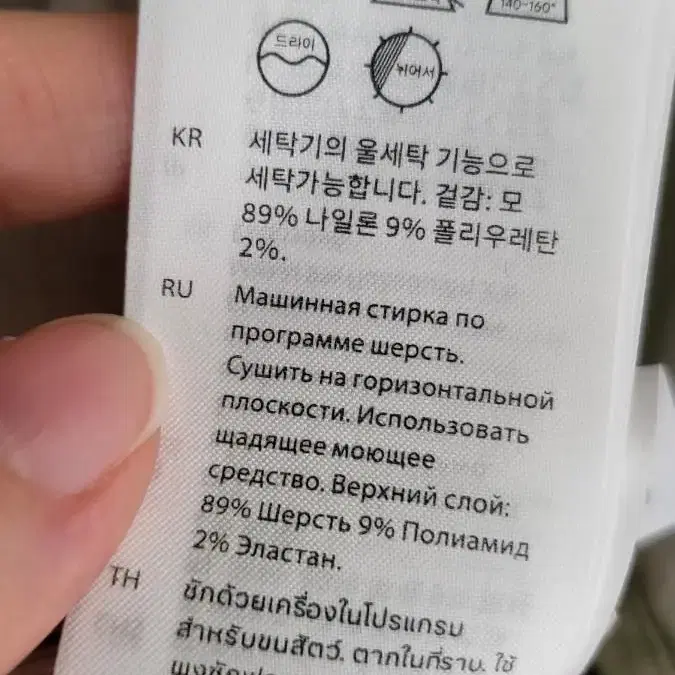 140-160°
드라이
뉘어서
KR
세탁기의 울세탁 기능으로
세탁가능합니다. 겉감: 모
89% 나일론 9% 폴리우레탄
2%.
RU
Машинная стирка по
программе шерсть.
Сушить на горизонтальной
плоскости. Использовать
щадящее моющее
средство. Верхний слой:
89% Шерсть 9% Полиамид
2% Эластан.
TH
ซักด้วยเครื่องในโปรแกรม
สำหรับขนสัตว์. ตากในที่ราบ. ใช้